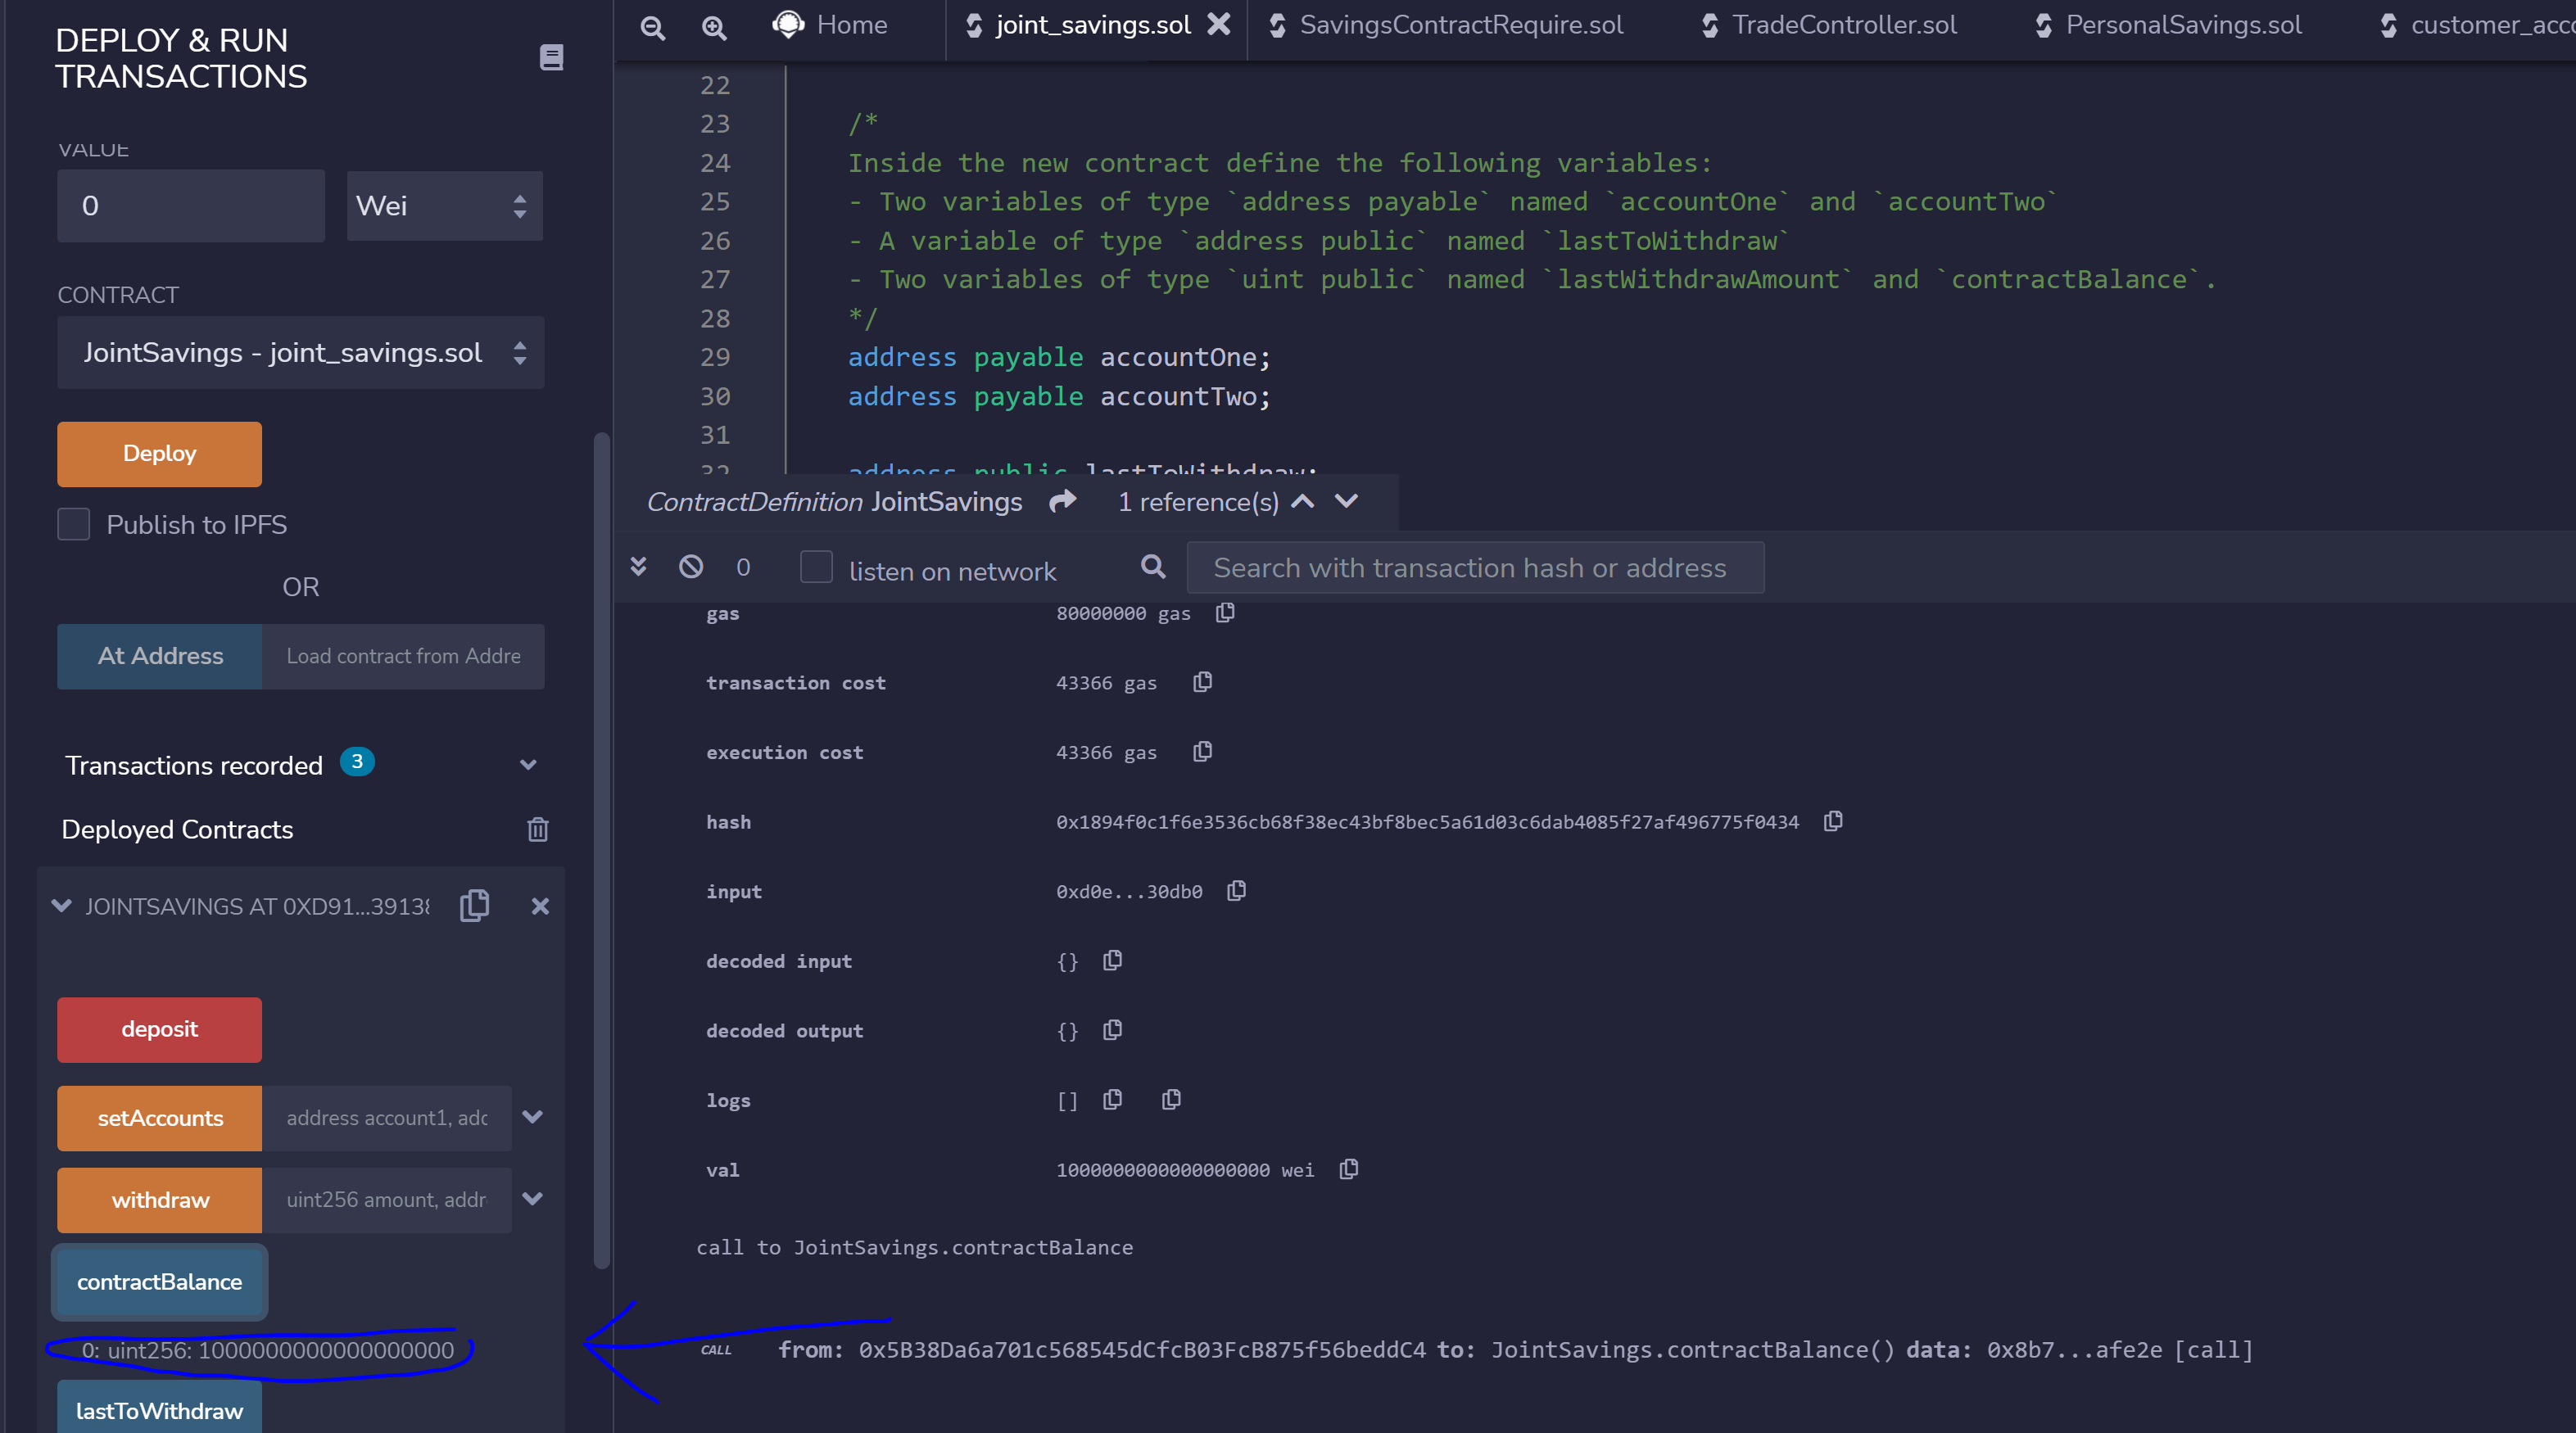 DEPLOY & RUN
TRANSACTIONS
VALUE
0
Wei
CONTRACT
JointSavings - joint_savings.sol
Deploy
Publish to IPFS
OR
At Address
Load contract from Addre
Transactions recorded 3
Deployed Contracts
JOINTSAVINGS AT 0XD91...39138
deposit
setAccounts
address account1, adc
withdraw
uint256 amount, addr
contractBalance
0: uint256: 1000000000000000000
lastToWithdraw
Home
joint_savings.sol
SavingsContractRequire.sol
TradeController.sol
PersonalSavings.sol
customer_acc
22
23 /*
24 Inside the new contract define the following variables:
25 - Two variables of type `address payable` named `accountOne` and `accountTwo`
26 - A variable of type `address public` named `lastToWithdraw`
27 - Two variables of type `uint public` named `lastWithdrawAmount` and `contractBalance`.
28 */
29 address payable accountOne;
30 address payable accountTwo;
31
32 address public lastToWithdraw;
ContractDefinition JointSavings 1 reference(s)
0
listen on network
Search with transaction hash or address
gas 80000000 gas
transaction cost 43366 gas
execution cost 43366 gas
hash 0x1894f0c1f6e3536cb68f38ec43bf8bec5a61d03c6dab4085f27af496775f0434
input 0xd0e...30db0
decoded input {}
decoded output {}
logs []
val 1000000000000000000 wei
call to JointSavings.contractBalance
CALL from: 0x5B38Da6a701c568545dCfcB03FcB875f56beddC4 to: JointSavings.contractBalance() data: 0x8b7...afe2e [call]